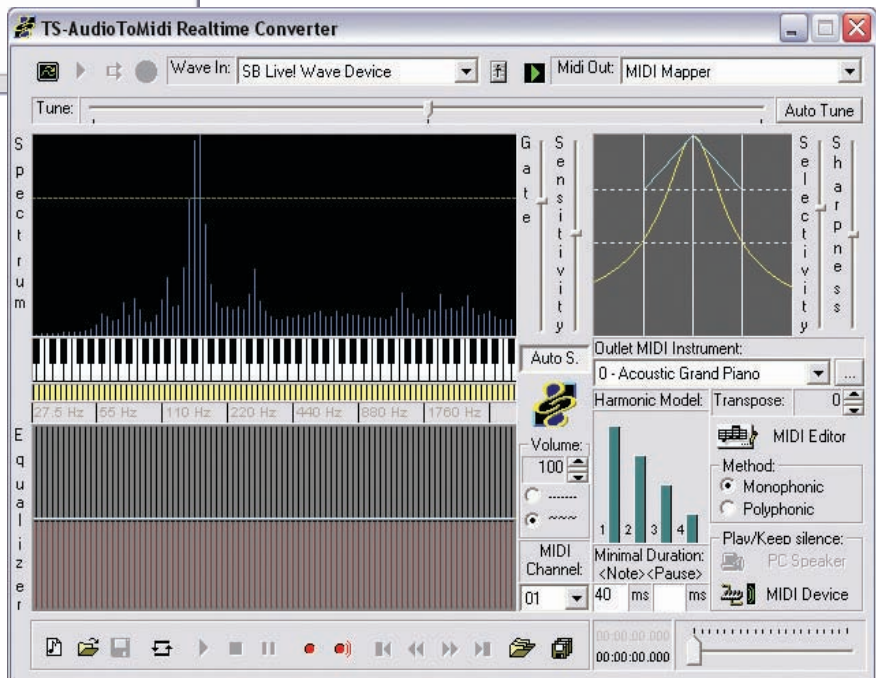 TS-AudioToMidi Realtime Converter
Wave In: SB Live! Wave Device Midi Out: MIDI Mapper
Tune: Auto Tune
Spectrum
Gate
Sensitivity
Selectivity
Sharpness
Auto S.
Outlet MIDI Instrument:
0 - Acoustic Grand Piano ...
27.5 Hz 55 Hz 110 Hz 220 Hz 440 Hz 880 Hz 1760 Hz
Equalizer
Volume:
100
-------
~~~
MIDI
Channel:
01
Harmonic Model:
1 2 3 4
Minimal Duration:
<Note><Pause>
40 ms ms
Transpose: 0
MIDI Editor
Method:
Monophonic
Polyphonic
Play/Keep silence:
PC Speaker
MIDI Device
00:00:00.000
00:00:00.000